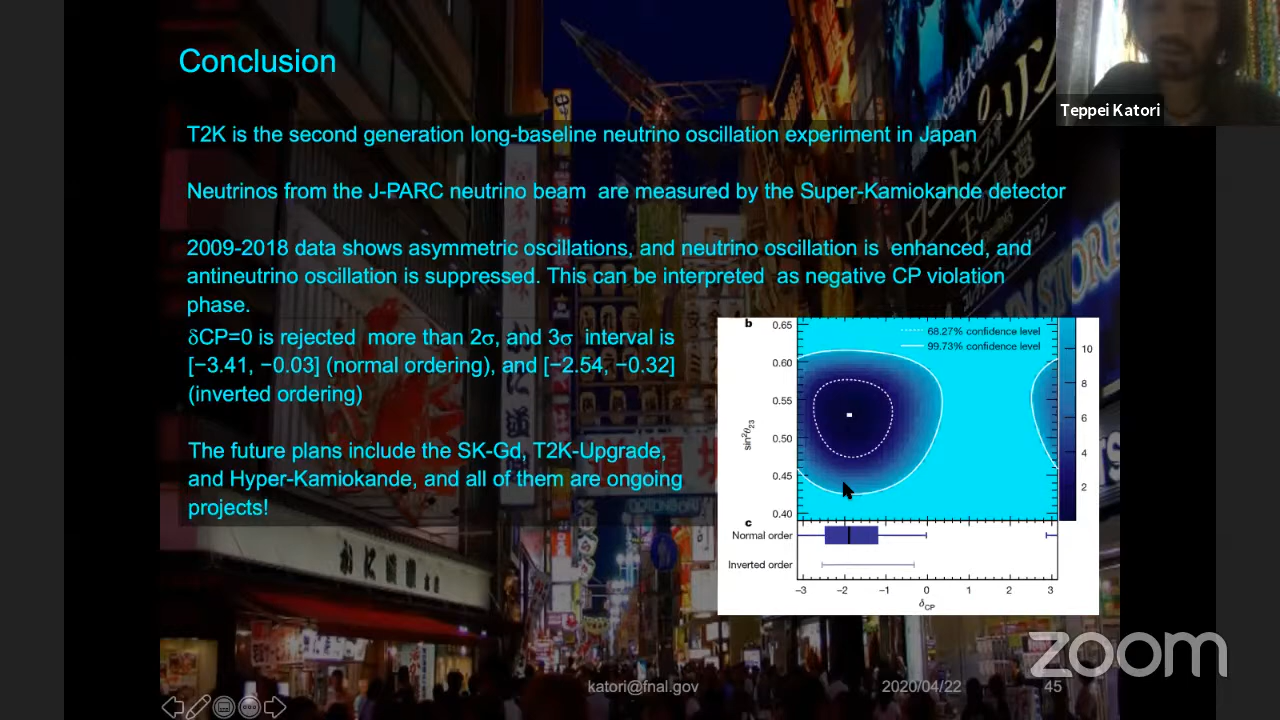 Conclusion
Teppei Katori
T2K is the second generation long-baseline neutrino oscillation experiment in Japan
Neutrinos from the J-PARC neutrino beam are measured by the Super-Kamiokande detector
2009-2018 data shows asymmetric oscillations, and neutrino oscillation is enhanced, and
antineutrino oscillation is suppressed. This can be interpreted as negative CP violation
phase.
δCP=0 is rejected more than 2σ, and 3σ interval is
[−3.41, −0.03] (normal ordering), and [−2.54, −0.32]
(inverted ordering)
The future plans include the SK-Gd, T2K-Upgrade,
and Hyper-Kamiokande, and all of them are ongoing
projects!
b
68.27% confidence level
99.73% confidence level
0.65
0.60
0.55
0.50
0.45
0.40
sin²θ₂₃
10
8
6
4
2
c
Normal order
Inverted order
−3 −2 −1 0 1 2 3
δCP
zoom
katori@fnal.gov
2020/04/22
45